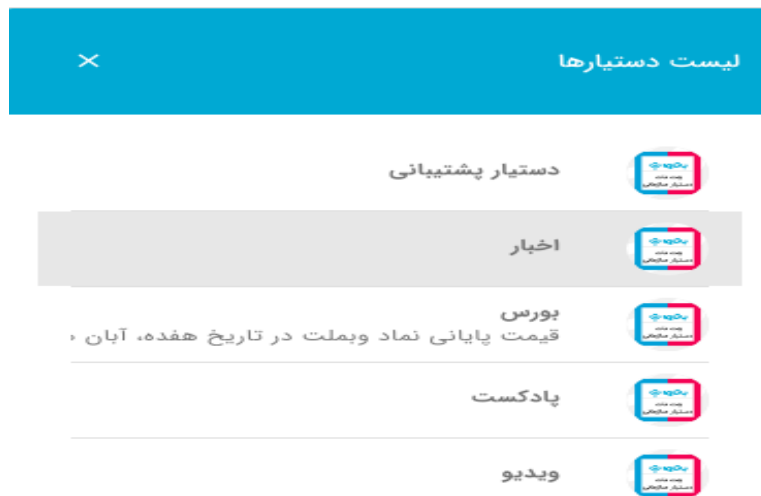 لیست دستیارها
دستیار پشتیبانی
اخبار
بورس
قیمت پایانی نماد وبملت در تاریخ هفده، آبان
پادکست
ویدیو